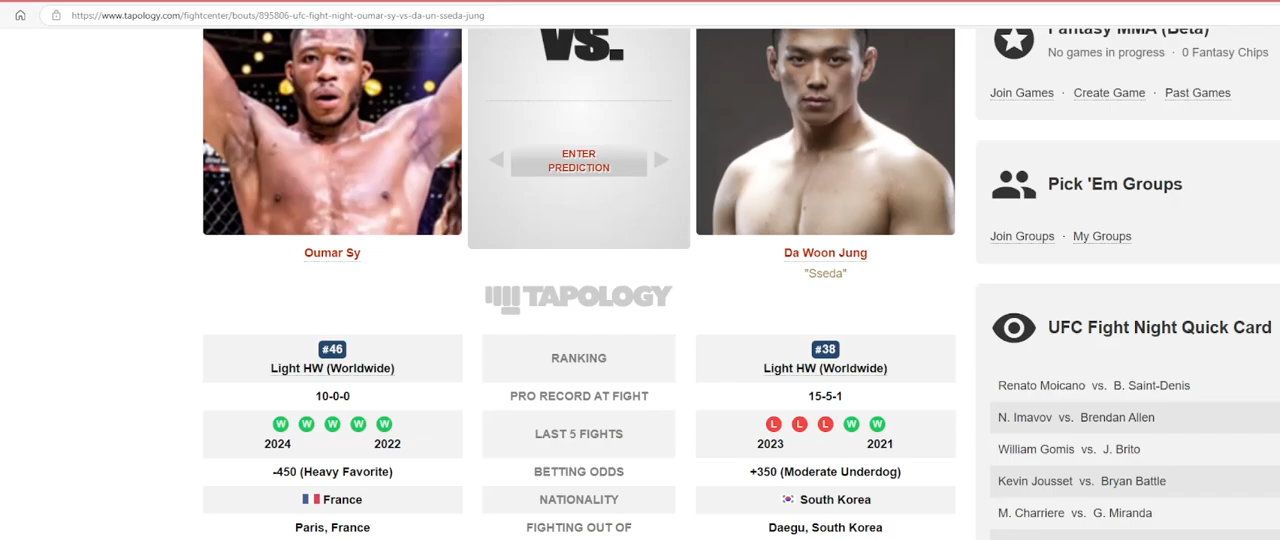 https://www.tapology.com/fightcenter/bouts/895806-ufc-fight-night-oumar-sy-vs-da-un-sseda-jung
VS.
ENTER
PREDICTION
Oumar Sy
Da Woon Jung
"Sseda"
TAPOLOGY
#46
Light HW (Worldwide)
RANKING
#38
Light HW (Worldwide)
10-0-0
PRO RECORD AT FIGHT
15-5-1
W W W W W
2024 2022
LAST 5 FIGHTS
L L L W W
2023 2021
-450 (Heavy Favorite)
BETTING ODDS
+350 (Moderate Underdog)
France
NATIONALITY
South Korea
Paris, France
FIGHTING OUT OF
Daegu, South Korea
Fantasy MMA (Beta)
No games in progress · 0 Fantasy Chips
Join Games · Create Game · Past Games
Pick 'Em Groups
Join Groups · My Groups
UFC Fight Night Quick Card
Renato Moicano vs. B. Saint-Denis
N. Imavov vs. Brendan Allen
William Gomis vs. J. Brito
Kevin Jousset vs. Bryan Battle
M. Charriere vs. G. Miranda